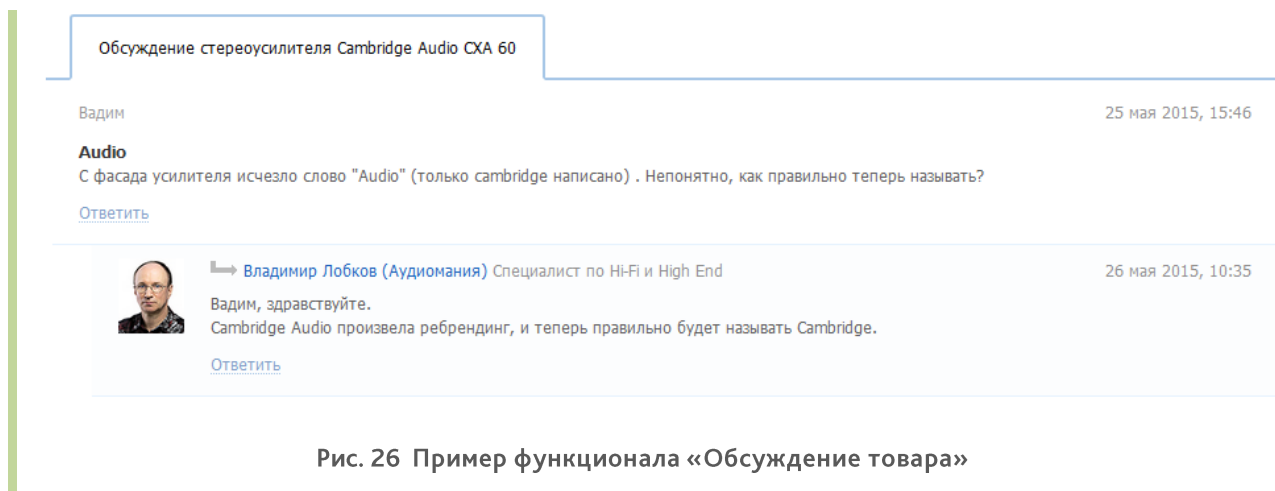 Обсуждение стереоусилителя Cambridge Audio CXA 60
Вадим
25 мая 2015, 15:46
Audio
С фасада усилителя исчезло слово "Audio" (только cambridge написано) . Непонятно, как правильно теперь называть?
Ответить
Владимир Лобков (Аудиомания) Специалист по Hi-Fi и High End
26 мая 2015, 10:35
Вадим, здравствуйте.
Cambridge Audio произвела ребрендинг, и теперь правильно будет называть Cambridge.
Ответить
Рис. 26 Пример функционала «Обсуждение товара»